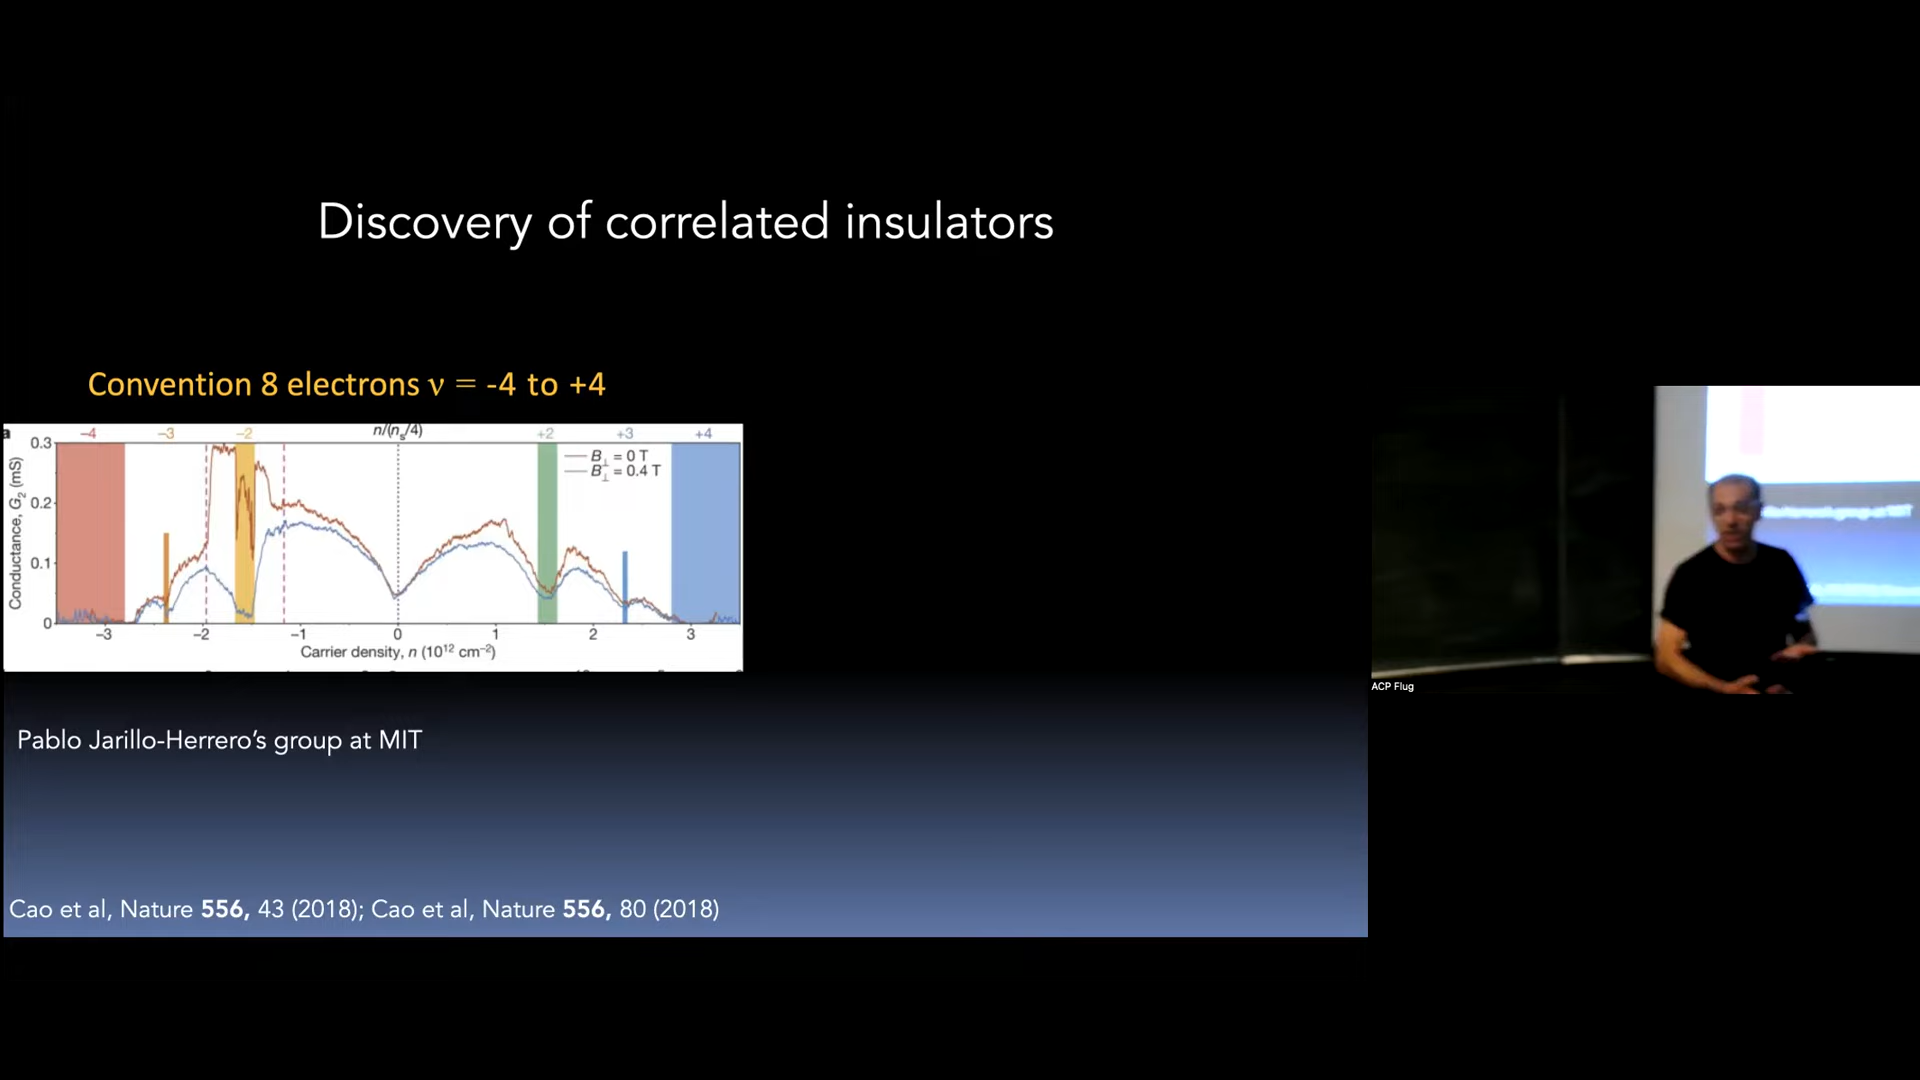 Discovery of correlated insulators
Convention 8 electrons ν = -4 to +4
a
−4 −3 −2 n/(nₛ/4) +2 +3 +4
0.3
0.2
0.1
0
Conductance, G₂ (mS)
B⊥ = 0 T
B⊥ = 0.4 T
−3 −2 −1 0 1 2 3
Carrier density, n (10¹² cm⁻²)
Pablo Jarillo-Herrero’s group at MIT
Cao et al, Nature 556, 43 (2018); Cao et al, Nature 556, 80 (2018)
ACP Flug